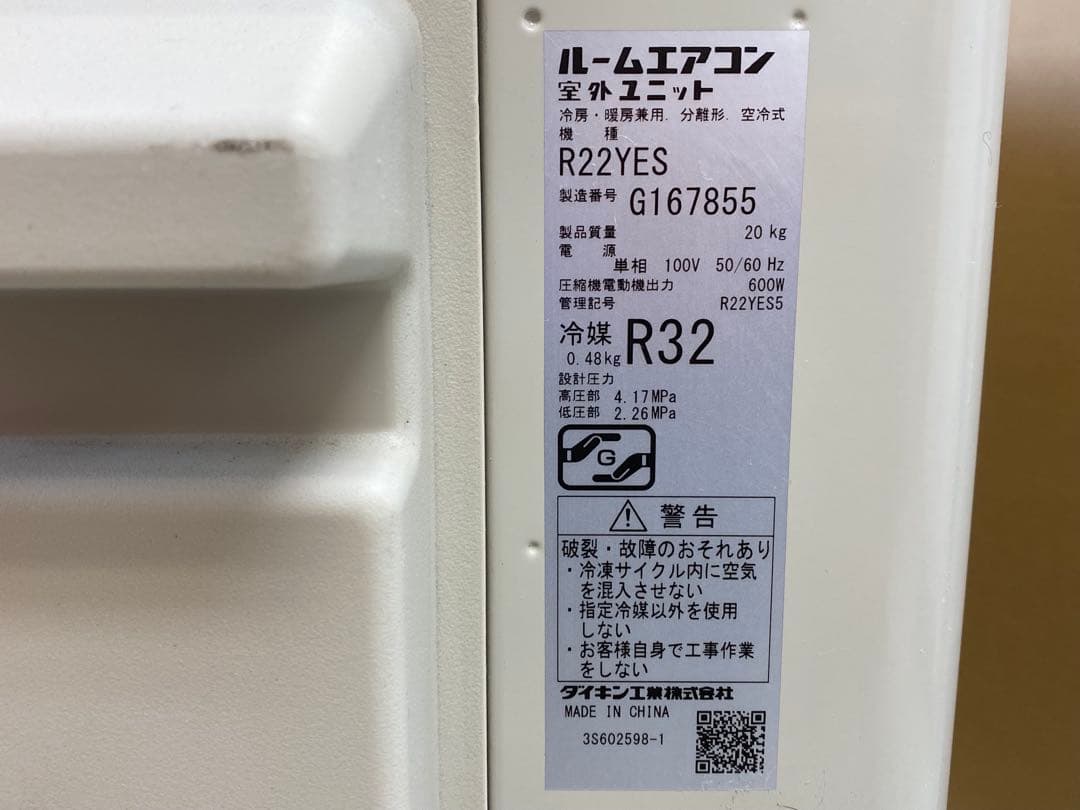 ルームエアコン
室外ユニット
冷房・暖房兼用. 分離形. 空冷式
機 種
R22YES
製造番号 G167855
製品質量 20 kg
電 源
単相 100V 50/60 Hz
圧縮機電動機出力 600W
管理記号 R22YES5
冷媒 R32
0.48kg
設計圧力
高圧部 4.17MPa
低圧部 2.26MPa
G
警告
破裂・故障のおそれあり
・冷凍サイクル内に空気
を混入させない
・指定冷媒以外を使用
しない
・お客様自身で工事作業
をしない
ダイキン工業株式会社
MADE IN CHINA
3S602598-1